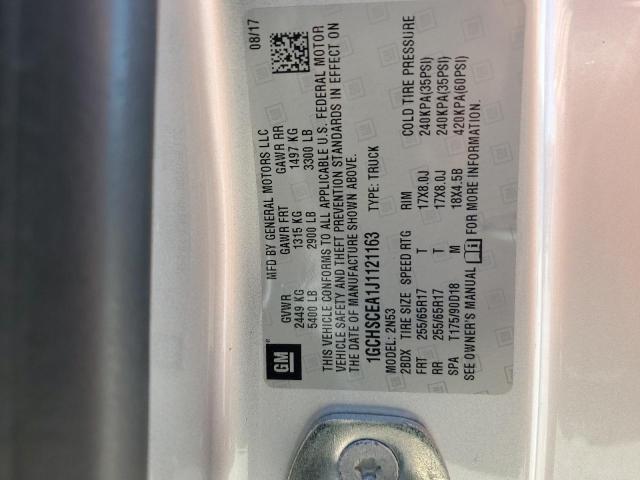 MFD BY GENERAL MOTORS LLC 08/17
GVWR GAWR FRT GAWR RR
2449 KG 1315 KG 1497 KG
5400 LB 2900 LB 3300 LB
THIS VEHICLE CONFORMS TO ALL APPLICABLE U.S. FEDERAL MOTOR
VEHICLE SAFETY AND THEFT PREVENTION STANDARDS IN EFFECT ON
THE DATE OF MANUFACTURE SHOWN ABOVE.
1GCHSCEA1J1121163 TYPE: TRUCK
MODEL: 2N53
2BDX TIRE SIZE SPEED RTG RIM COLD TIRE PRESSURE
FRT 255/65R17 T 17X8.0J 240KPA(35PSI)
RR 255/65R17 T 17X8.0J 240KPA(35PSI)
SPA T175/90D18 M 18X4.5B 420KPA(60PSI)
SEE OWNER'S MANUAL FOR MORE INFORMATION.
GM